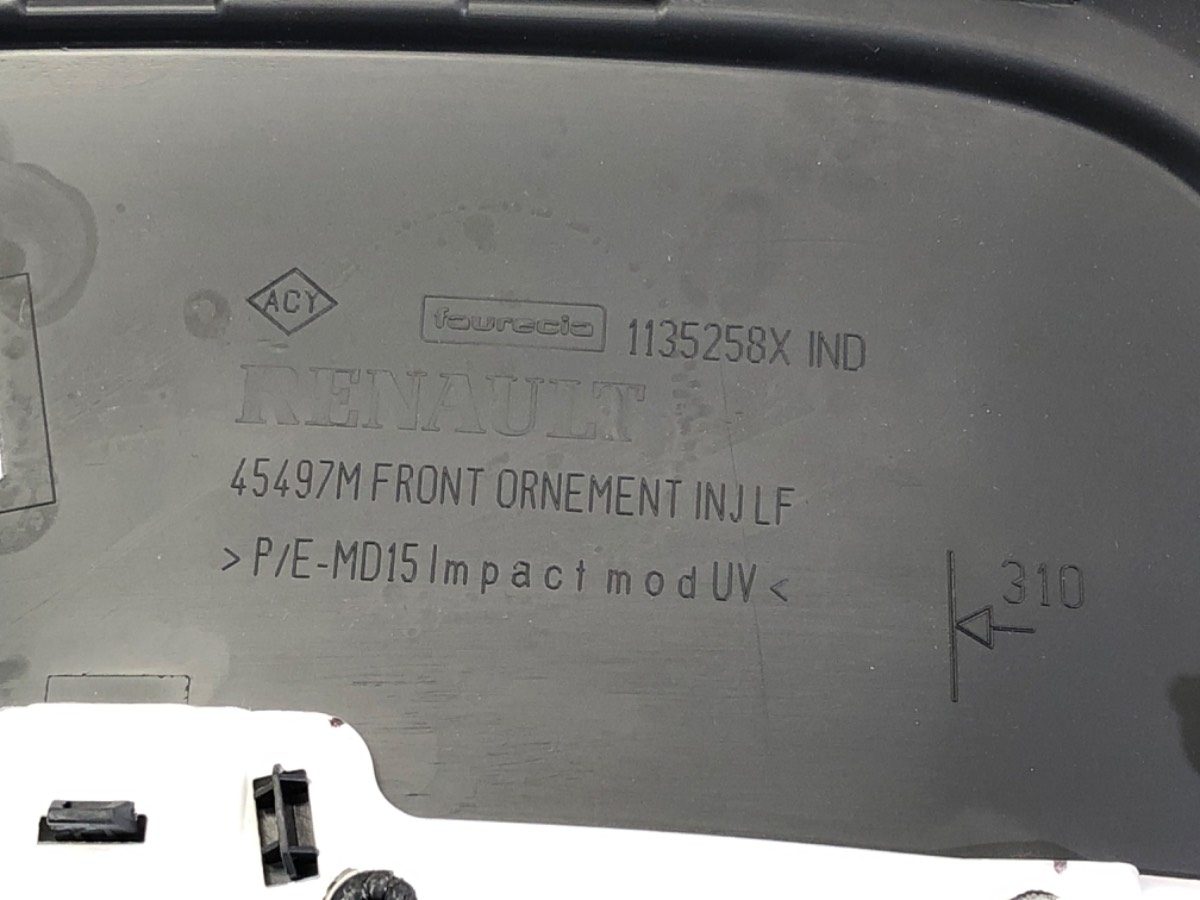 ACY
faurecia 1135258X IND
RENAULT
45497M FRONT ORNEMENT INJ LF
>P/E-MD15 Impact mod UV<
310